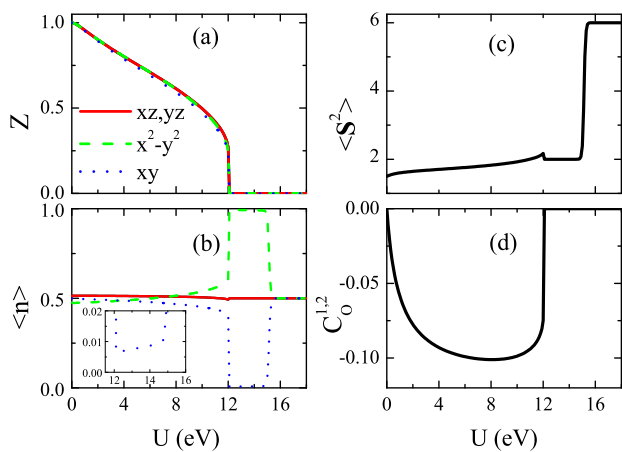 1.0
0.5
0.0
Z
(a)
xz,yz
x²-y²
xy
6
4
2
<S²>
(c)
1.0
0.5
0.0
<n>
(b)
0.02
0.01
0.00
12 14 16
0 4 8 12 16
U (eV)
0.00
-0.05
-0.10
C_O^{1,2}
(d)
0 4 8 12 16
U (eV)